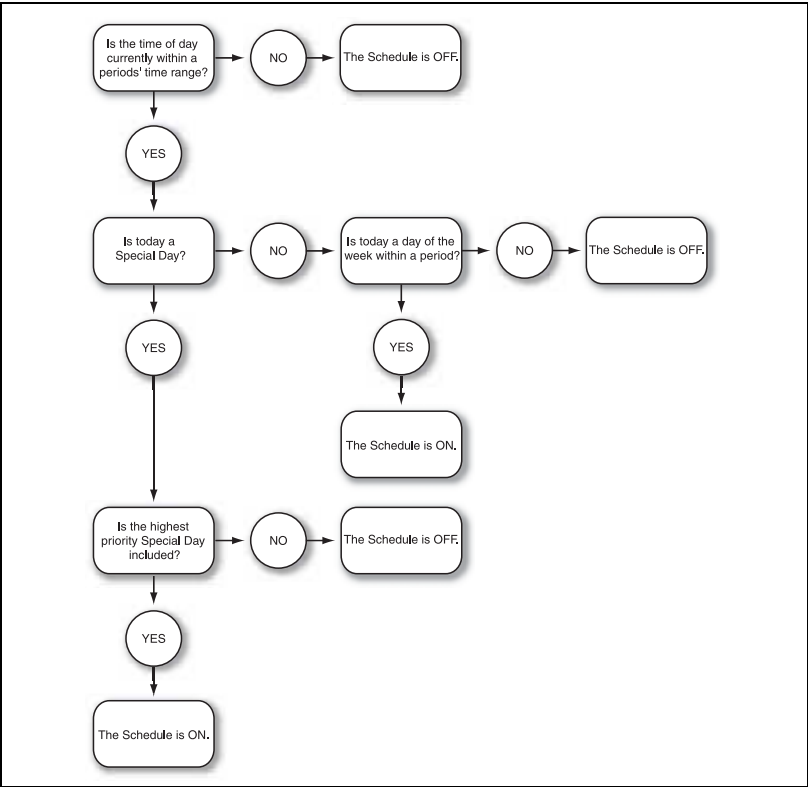 Is the time of day
currently within a
periods' time range?
NO
The Schedule is OFF.
YES
Is today a
Special Day?
NO
Is today a day of the
week within a period?
NO
The Schedule is OFF.
YES
YES
The Schedule is ON.
Is the highest
priority Special Day
included?
NO
The Schedule is OFF.
YES
The Schedule is ON.